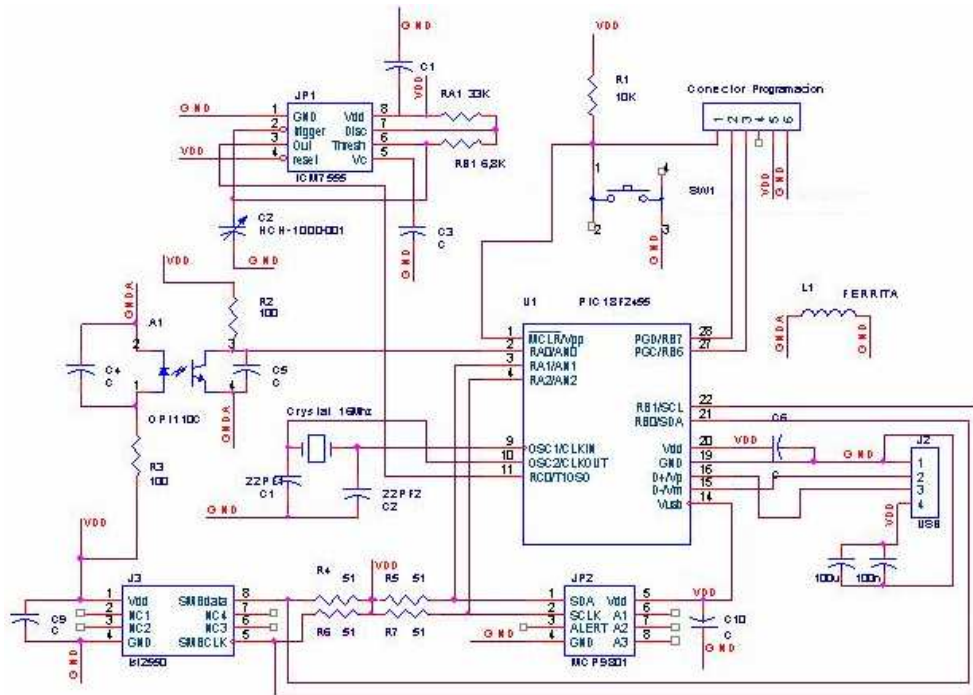 GND
C1
VDD
JP1
GND
VDD
1 GND Vdd 8
2 trigger Disc 7
3 Out Thresh 6
4 reset Vc 5
ICM7555
RA1 33K
RB1 6,8K
C2
HCH-1000-001
GND
C3
C
GND
VDD
R1
10K
Conector Programacion
1 2 3 4 5 6
VDD
GND
1 4
SW1
2 3
GND
VDD
GNDA
A1
R2
100
2 3
C4
C
C5
C
1 4
OPI110C
GNDA
R3
100
VDD
Crystal 16Mhz
22PF1
C1
22PF2
C2
GND
U1 PIC18F2455
1 MCLR/Vpp
2 RA0/AN0
3 RA1/AN1
4 RA2/AN2
9 OSC1/CLKIN
10 OSC2/CLKOUT
11 RC0/T1OSO
PGD/RB7 28
PGC/RB6 27
RB1/SCL 22
RB0/SDA 21
Vdd 20
GND 19
D+/Vp 16
D-/Vm 15
Vusb 14
L1 FERRITA
GNDA
GND
C6
C
VDD
GND
J2
1
2
3
4
USB
VDD
100u 100n
J3
1 Vdd SMBdata 8
2 NC1 NC4 7
3 NC2 NC3 6
4 GND SMBCLK 5
BI2550
C9
C
GND
VDD
R4 51 R5 51
R6 51 R7 51
GND
JP2
1 SDA Vdd 5
2 SCLK A1 6
3 ALERT A2 7
4 GND A3 8
MCP9801
VDD
C10
C
GND